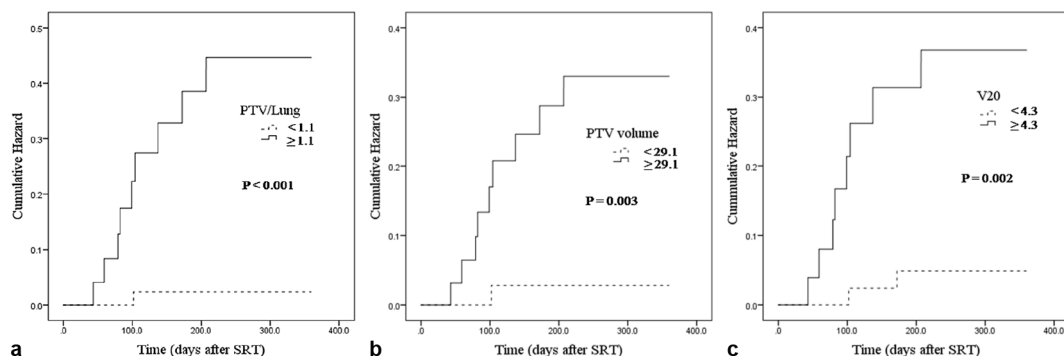 Cumulative Hazard
0.5
0.4
0.3
0.2
0.1
0.0
PTV/Lung
<1.1
≥1.1
P<0.001
.0 100.0 200.0 300.0 400.0
Time (days after SRT)
a
Cumulative Hazard
0.4
0.3
0.2
0.1
0.0
PTV volume
<29.1
≥29.1
P=0.003
.0 100.0 200.0 300.0 400.0
Time (days after SRT)
b
Cummulative Hazard
0.4
0.3
0.2
0.1
0.0
V20
<4.3
≥4.3
P=0.002
.0 100.0 200.0 300.0 400.0
Time (days after SRT)
c